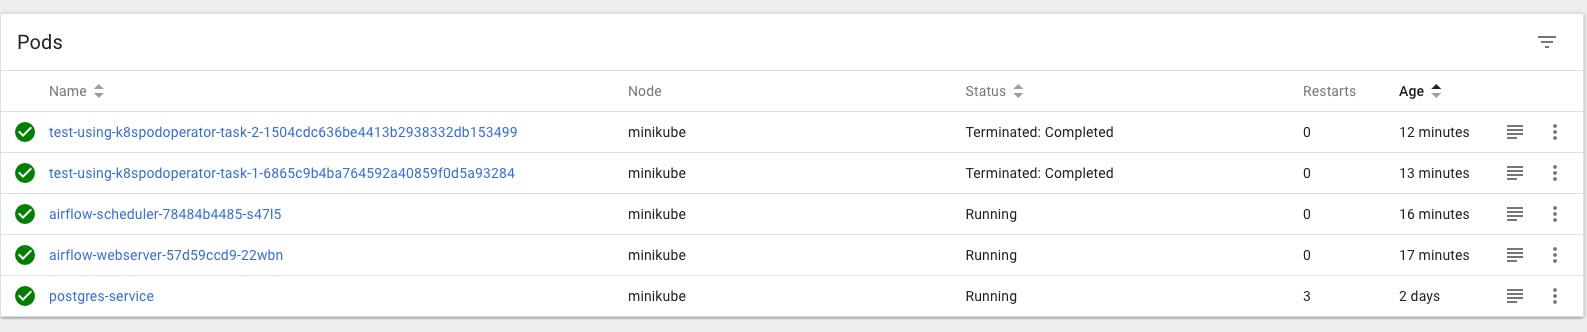 Pods
Name Node Status Restarts Age
test-using-k8spodoperator-task-2-1504cdc636be4413b2938332db153499 minikube Terminated: Completed 0 12 minutes
test-using-k8spodoperator-task-1-6865c9b4ba764592a40859f0d5a93284 minikube Terminated: Completed 0 13 minutes
airflow-scheduler-78484b4485-s47l5 minikube Running 0 16 minutes
airflow-webserver-57d59ccd9-22wbn minikube Running 0 17 minutes
postgres-service minikube Running 3 2 days